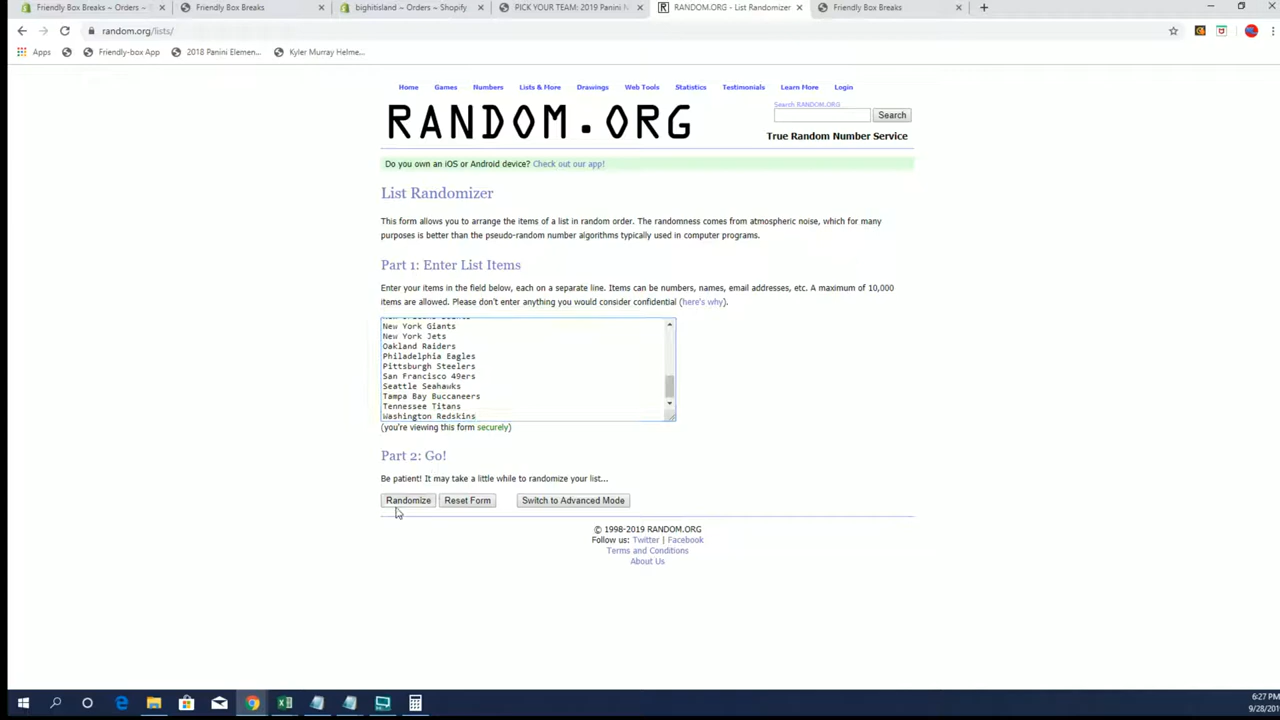 Friendly Box Breaks ~ Orders ~ S
Friendly Box Breaks
bighitisland ~ Orders ~ Shopify
PICK YOUR TEAM: 2019 Panini N
RANDOM.ORG - List Randomizer
Friendly Box Breaks
random.org/lists/
Apps
Friendly-box App
2018 Panini Elemen...
Kyler Murray Helme...
Home
Games
Numbers
Lists & More
Drawings
Web Tools
Statistics
Testimonials
Learn More
Login
RANDOM.ORG
Search RANDOM.ORG
Search
True Random Number Service
Do you own an iOS or Android device? Check out our app!
List Randomizer
This form allows you to arrange the items of a list in random order. The randomness comes from atmospheric noise, which for many
purposes is better than the pseudo-random number algorithms typically used in computer programs.
Part 1: Enter List Items
Enter your items in the field below, each on a separate line. Items can be numbers, names, email addresses, etc. A maximum of 10,000
items are allowed. Please don't enter anything you would consider confidential (here's why).
New York Giants
New York Jets
Oakland Raiders
Philadelphia Eagles
Pittsburgh Steelers
San Francisco 49ers
Seattle Seahawks
Tampa Bay Buccaneers
Tennessee Titans
Washington Redskins
(you're viewing this form securely)
Part 2: Go!
Be patient! It may take a little while to randomize your list...
Randomize
Reset Form
Switch to Advanced Mode
© 1998-2019 RANDOM.ORG
Follow us: Twitter | Facebook
Terms and Conditions
About Us
6:27 PM
9/28/201